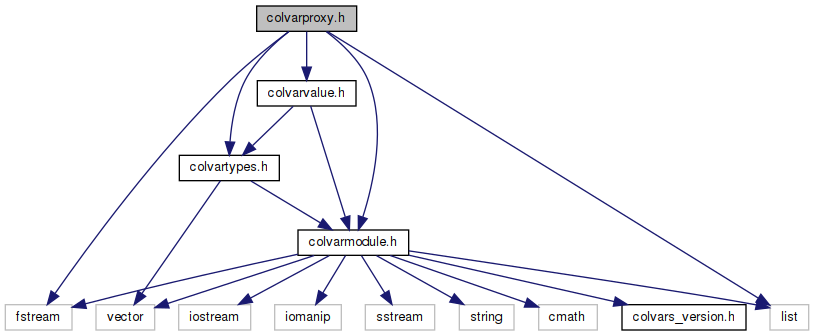 colvarproxy.h
colvarvalue.h
colvartypes.h
colvarmodule.h
fstream
vector
iostream
iomanip
sstream
string
cmath
colvars_version.h
list